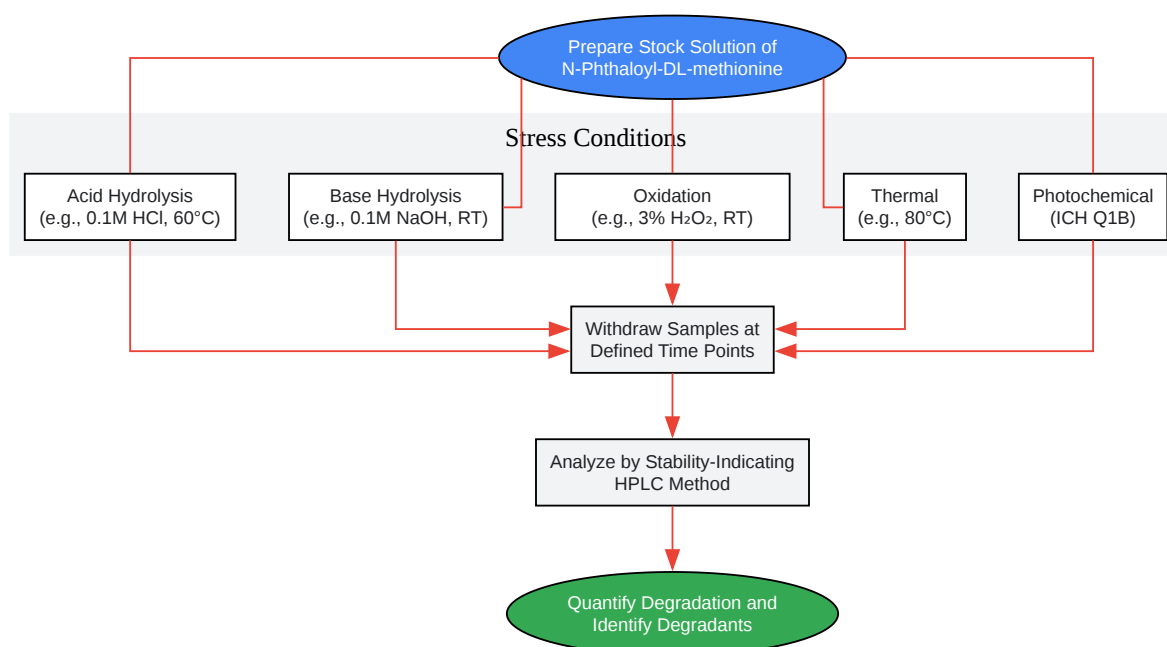 Prepare Stock Solution of
N-Phthaloyl-DL-methionine
Stress Conditions
Acid Hydrolysis
(e.g., 0.1M HCl, 60°C)
Base Hydrolysis
(e.g., 0.1M NaOH, RT)
Oxidation
(e.g., 3% H₂O₂, RT)
Thermal
(e.g., 80°C)
Photochemical
(ICH Q1B)
Withdraw Samples at
Defined Time Points
Analyze by Stability-Indicating
HPLC Method
Quantify Degradation and
Identify Degradants